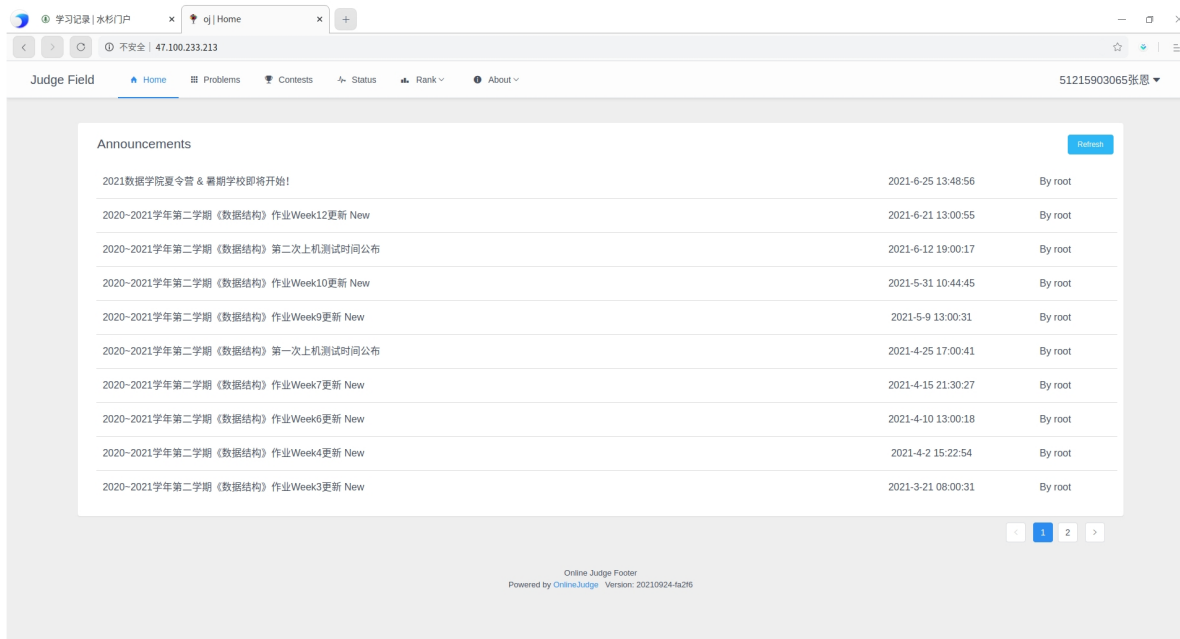 学习记录 | 水杉门户
oj | Home
不安全 | 47.100.233.213
Judge Field Home Problems Contests Status Rank About 51215903065张恩
Announcements Refresh
2021数据学院夏令营 & 暑期学校即将开始! 2021-6-25 13:48:56 By root
2020~2021学年第二学期《数据结构》作业Week12更新 New 2021-6-21 13:00:55 By root
2020~2021学年第二学期《数据结构》第二次上机测试时间公布 2021-6-12 19:00:17 By root
2020~2021学年第二学期《数据结构》作业Week10更新 New 2021-5-31 10:44:45 By root
2020~2021学年第二学期《数据结构》作业Week9更新 New 2021-5-9 13:00:31 By root
2020~2021学年第二学期《数据结构》第一次上机测试时间公布 2021-4-25 17:00:41 By root
2020~2021学年第二学期《数据结构》作业Week7更新 New 2021-4-15 21:30:27 By root
2020~2021学年第二学期《数据结构》作业Week6更新 New 2021-4-10 13:00:18 By root
2020~2021学年第二学期《数据结构》作业Week4更新 New 2021-4-2 15:22:54 By root
2020~2021学年第二学期《数据结构》作业Week3更新 New 2021-3-21 08:00:31 By root
1 2
Online Judge Footer
Powered by OnlineJudge Version: 20210924-fa2f6